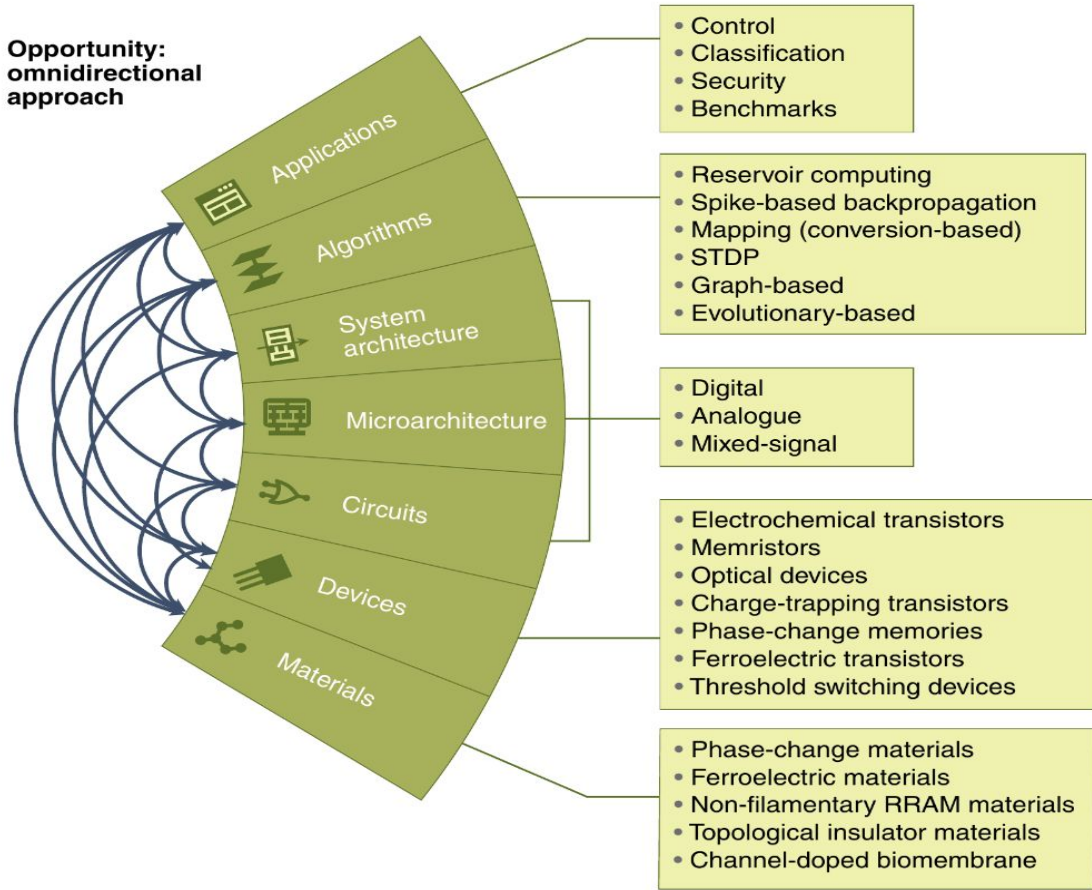 Opportunity:
omnidirectional
approach
Applications
Algorithms
System
architecture
Microarchitecture
Circuits
Devices
Materials
• Control
• Classification
• Security
• Benchmarks
• Reservoir computing
• Spike-based backpropagation
• Mapping (conversion-based)
• STDP
• Graph-based
• Evolutionary-based
• Digital
• Analogue
• Mixed-signal
• Electrochemical transistors
• Memristors
• Optical devices
• Charge-trapping transistors
• Phase-change memories
• Ferroelectric transistors
• Threshold switching devices
• Phase-change materials
• Ferroelectric materials
• Non-filamentary RRAM materials
• Topological insulator materials
• Channel-doped biomembrane